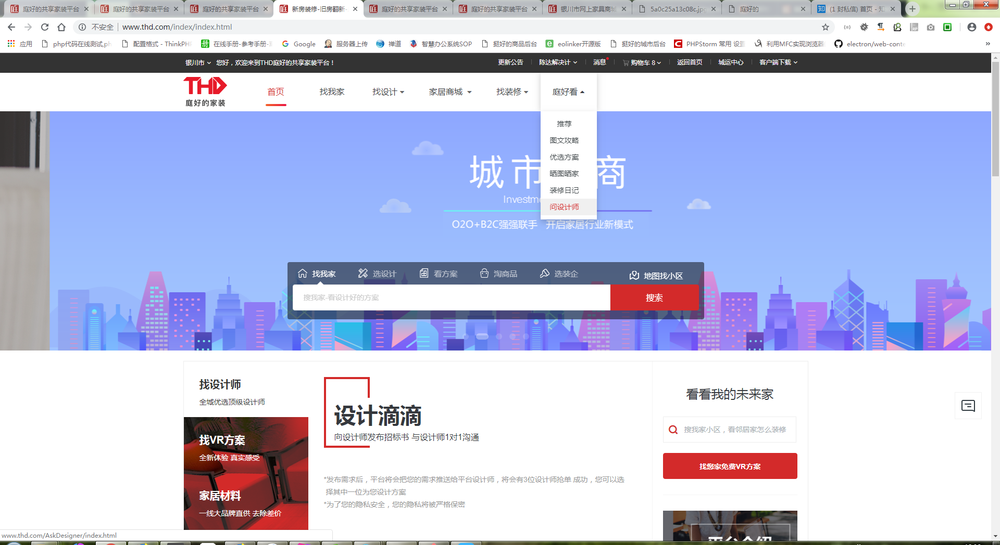 庭好的共享家装平台
庭好的共享家装平台
庭好的共享家装平台
新房装修-旧房翻新-
庭好的共享家装平台
庭好的共享家装平台
银川市网上家具商城
5a0c25a13c08c.jpg
庭好的
(1 封私信) 首页 - 知
不安全 www.thd.com/index/index.html
应用 php代码在线测试,ph 配置格式 - ThinkPHP 在线手册-参考手册- Google 服务器上传 禅道 智慧办公系统SOP 挺好的商品后台 eolinker开源版 挺好的城市后台 PHPStorm 常用 设置 利用MFC实现浏览器 electron/web-conte »
银川市 您好，欢迎来到THD庭好的共享家装平台！ 更新公告 陈达解决计 消息 购物车 8 返回首页 城运中心 客户端下载
THD
庭好的家装
首页 找我家 找设计 家居商城 找装修 庭好看
推荐
图文攻略
优选方案
晒图晒家
装修日记
问设计师
城市 商
Investme
O2O+B2C强强联手 开启家居行业新模式
找我家 选设计 看方案 淘商品 选装企 地图找小区
搜我家-看设计好的方案 搜索
找设计师
全城优选顶级设计师
找VR方案
全新体验 真实感受
家居材料
一线大品牌直供 去除差价
设计滴滴
向设计师发布招标书 与设计师1对1沟通
*发布需求后，平台将会把您的需求推送给平台设计师，将会有3位设计师抢单 成功，您可以选
择其中一位为您设计方案
*为了您的隐私安全，您的隐私将被严格保密
看看我的未来家
搜我家小区，看邻居家怎么装修
找您家免费VR方案
平台介绍
www.thd.com/AskDesigner/index.html